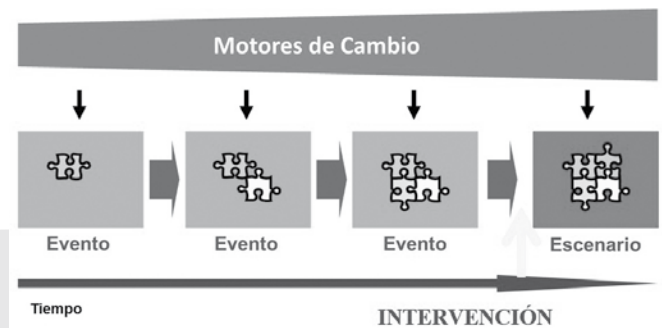 Motores de Cambio
Evento Evento Evento Escenario
Tiempo
INTERVENCIÓN